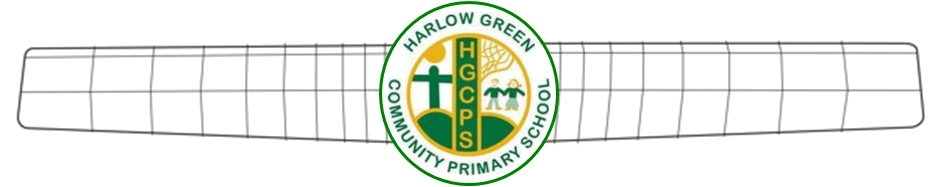 HARLOW GREEN
HGCPS
COMMUNITY PRIMARY SCHOOL